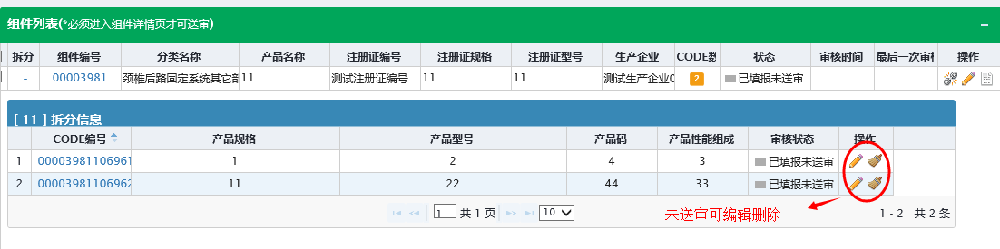 组件列表(*必须进入组件详情页才可送审)
拆分 组件编号 分类名称 产品名称 注册证编号 注册证规格 注册证型号 生产企业 CODE数 状态 审核时间 最后一次审核 操作
- 00003981 颈椎后路固定系统其它部 11 测试注册证编号 11 11 测试生产企业0 2 已填报未送审
[ 11 ] 拆分信息
CODE编号 产品规格 产品型号 产品码 产品性能组成 审核状态 操作
1 00003981106961 1 2 4 3 已填报未送审
2 00003981106962 11 22 44 33 已填报未送审
1 共 1 页 10 未送审可编辑删除 1 - 2 共 2 条